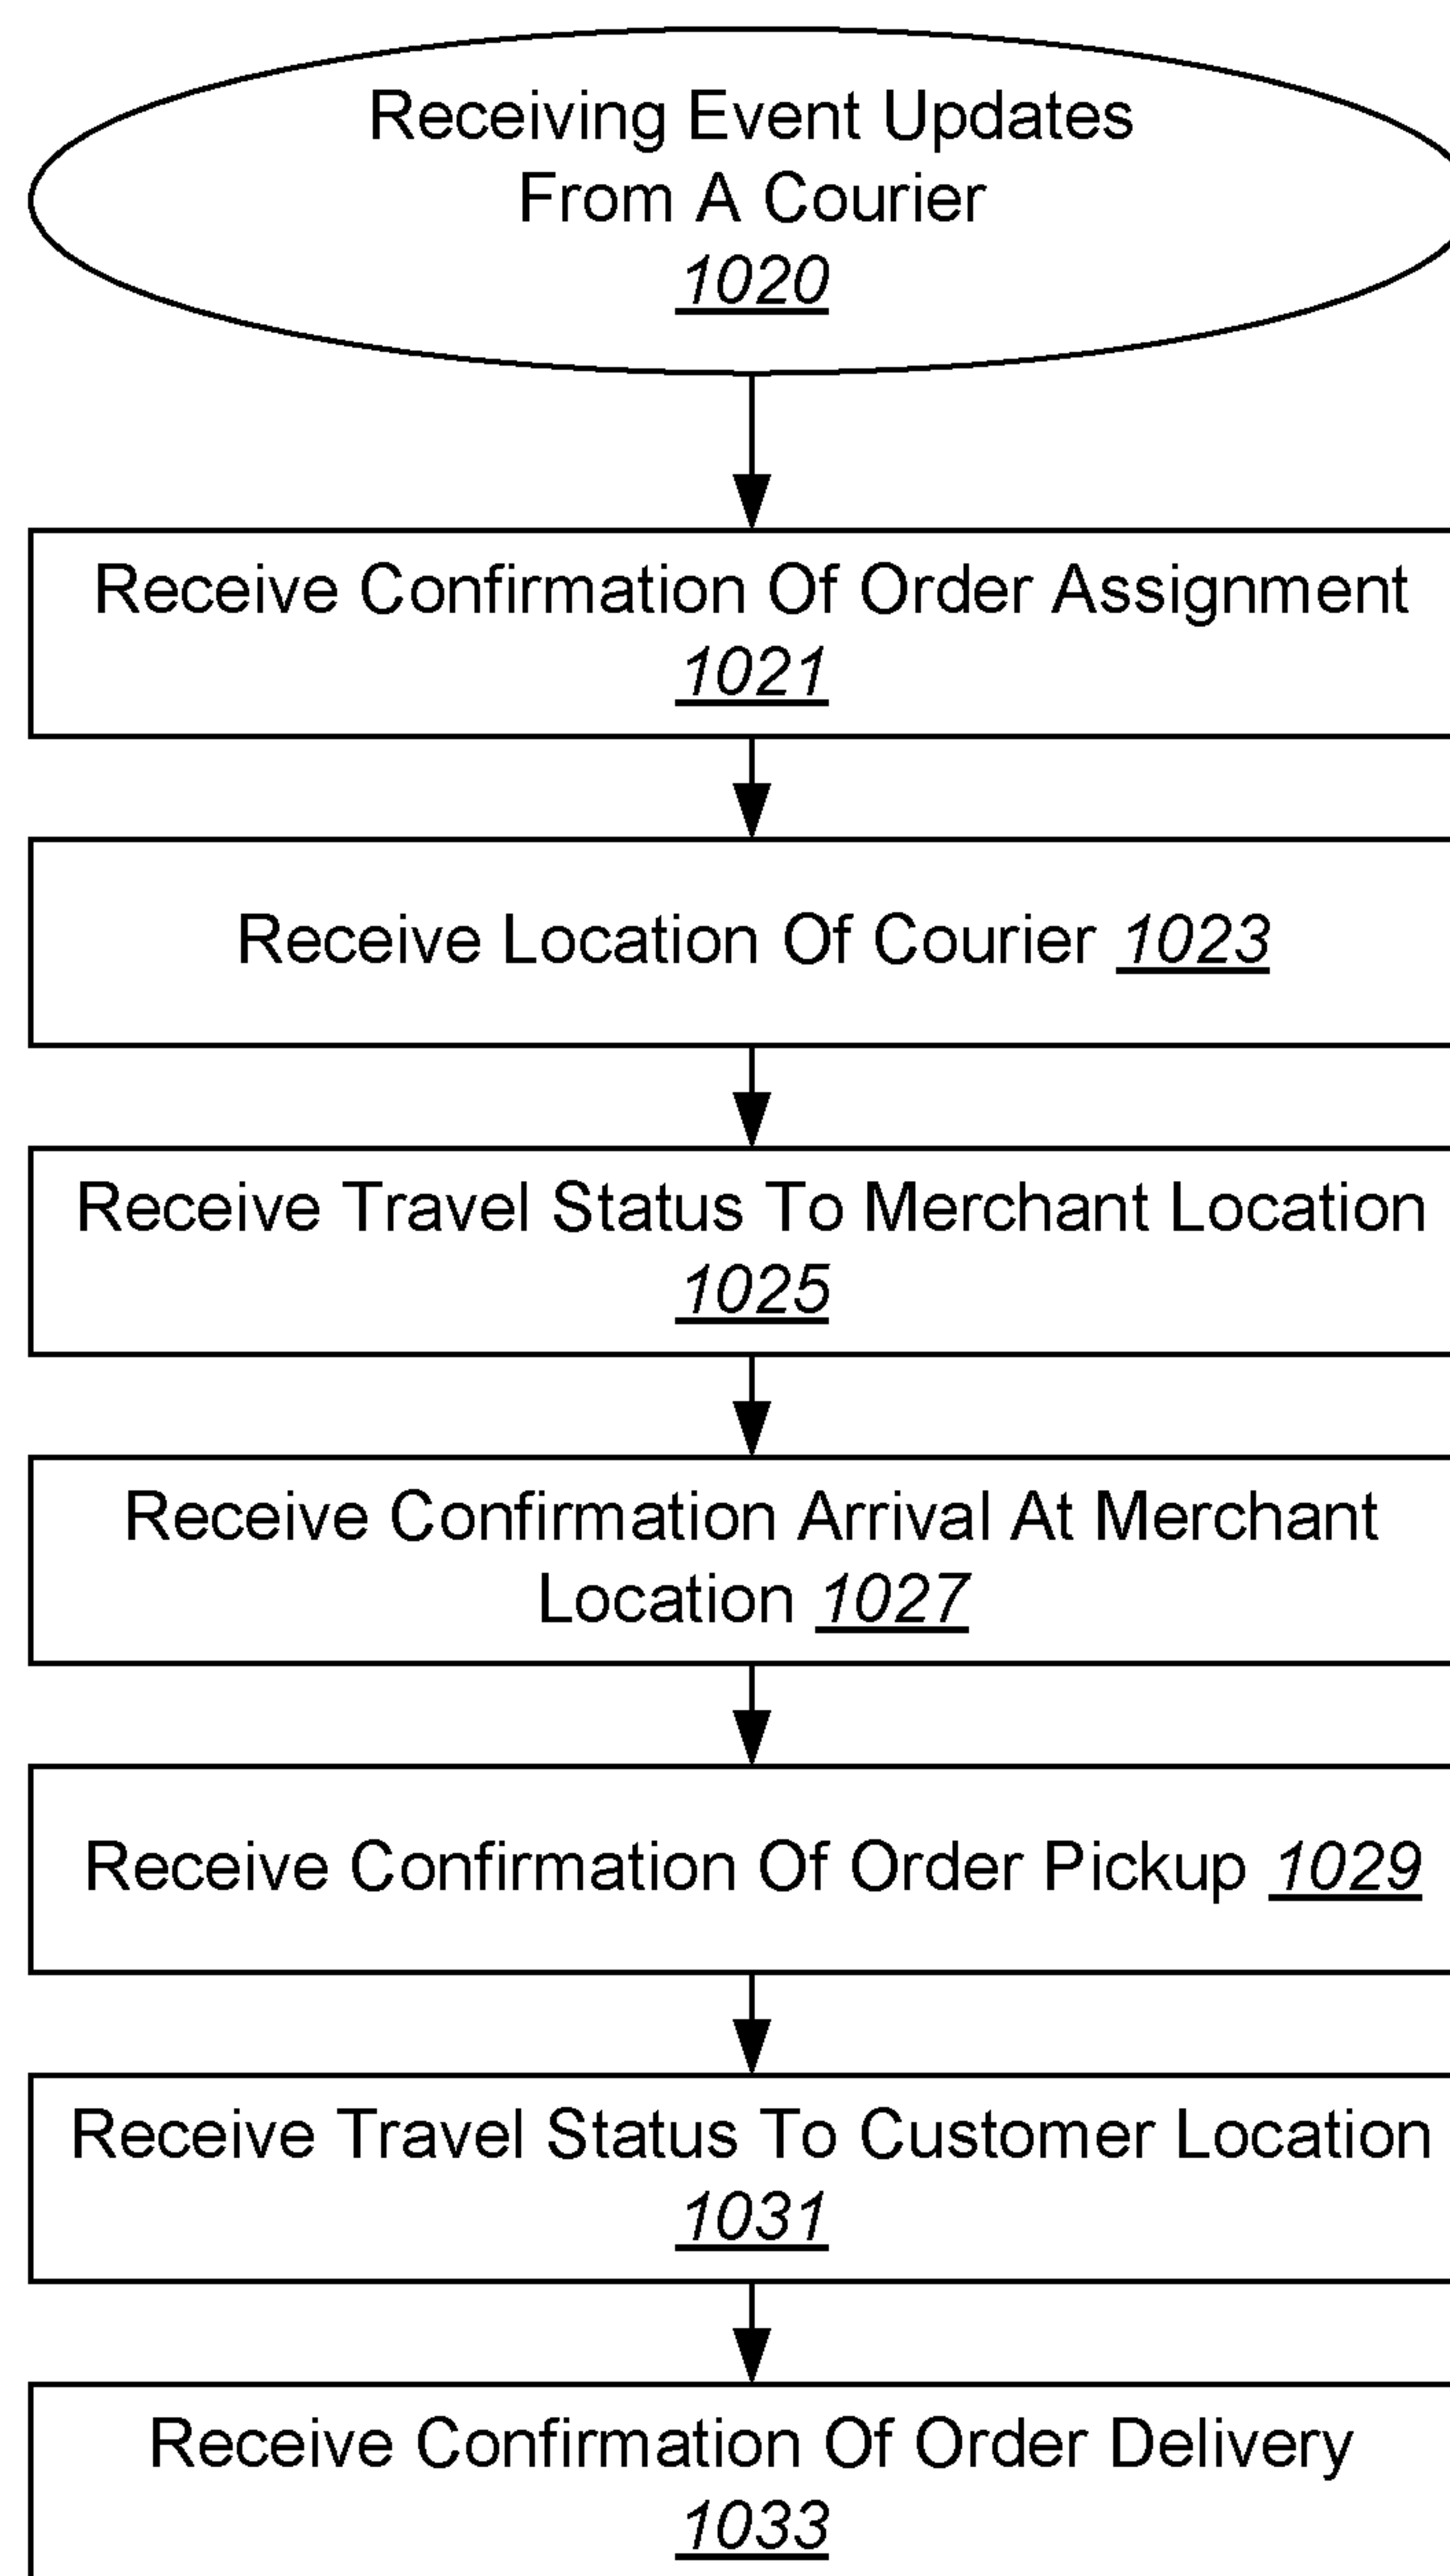 Receiving Event Updates
From A Courier
1020
Receive Confirmation Of Order Assignment
1021
Receive Location Of Courier 1023
Receive Travel Status To Merchant Location
1025
Receive Confirmation Arrival At Merchant
Location 1027
Receive Confirmation Of Order Pickup 1029
Receive Travel Status To Customer Location
1031
Receive Confirmation Of Order Delivery
1033